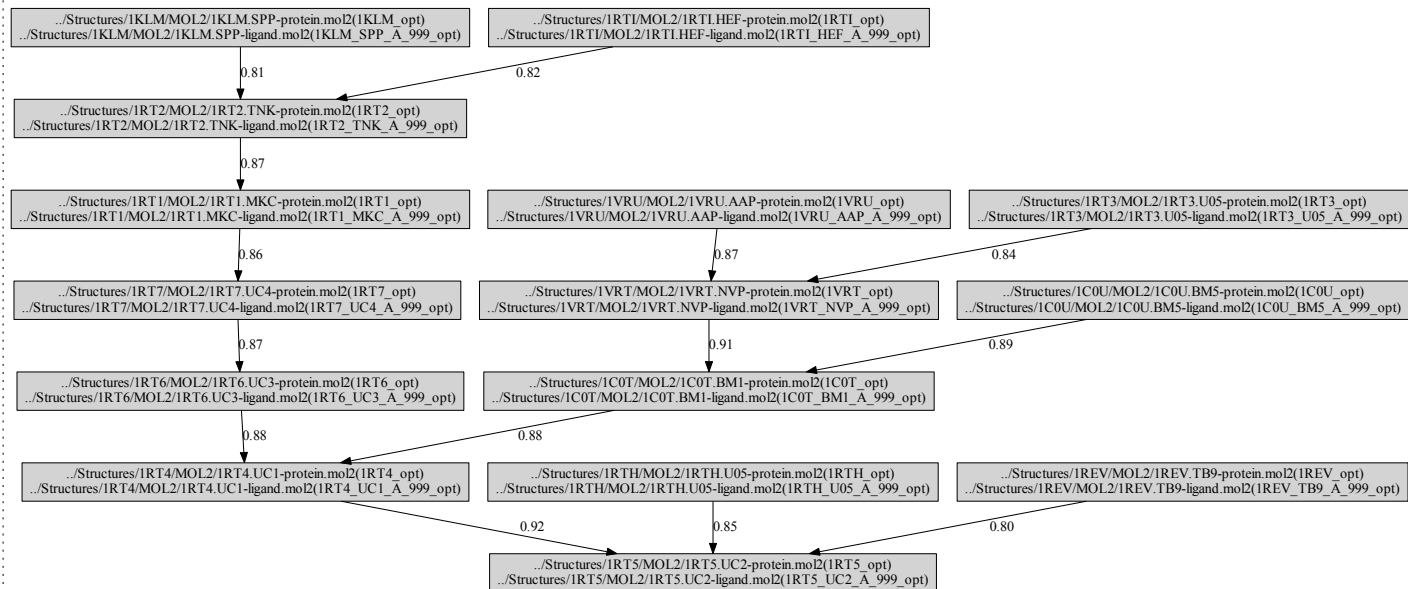 ../Structures/1KLM/MOL2/1KLM.SPP-protein.mol2(1KLM_opt)
../Structures/1KLM/MOL2/1KLM.SPP-ligand.mol2(1KLM_SPP_A_999_opt)
../Structures/1RTI/MOL2/1RTI.HEF-protein.mol2(1RTI_opt)
../Structures/1RTI/MOL2/1RTI.HEF-ligand.mol2(1RTI_HEF_A_999_opt)
0.81
0.82
../Structures/1RT2/MOL2/1RT2.TNK-protein.mol2(1RT2_opt)
../Structures/1RT2/MOL2/1RT2.TNK-ligand.mol2(1RT2_TNK_A_999_opt)
0.87
../Structures/1RT1/MOL2/1RT1.MKC-protein.mol2(1RT1_opt)
../Structures/1RT1/MOL2/1RT1.MKC-ligand.mol2(1RT1_MKC_A_999_opt)
../Structures/1VRU/MOL2/1VRU.AAP-protein.mol2(1VRU_opt)
../Structures/1VRU/MOL2/1VRU.AAP-ligand.mol2(1VRU_AAP_A_999_opt)
../Structures/1RT3/MOL2/1RT3.U05-protein.mol2(1RT3_opt)
../Structures/1RT3/MOL2/1RT3.U05-ligand.mol2(1RT3_U05_A_999_opt)
0.86
0.87
0.84
../Structures/1RT7/MOL2/1RT7.UC4-protein.mol2(1RT7_opt)
../Structures/1RT7/MOL2/1RT7.UC4-ligand.mol2(1RT7_UC4_A_999_opt)
../Structures/1VRT/MOL2/1VRT.NVP-protein.mol2(1VRT_opt)
../Structures/1VRT/MOL2/1VRT.NVP-ligand.mol2(1VRT_NVP_A_999_opt)
../Structures/1C0U/MOL2/1C0U.BM5-protein.mol2(1C0U_opt)
../Structures/1C0U/MOL2/1C0U.BM5-ligand.mol2(1C0U_BM5_A_999_opt)
0.87
0.91
0.89
../Structures/1RT6/MOL2/1RT6.UC3-protein.mol2(1RT6_opt)
../Structures/1RT6/MOL2/1RT6.UC3-ligand.mol2(1RT6_UC3_A_999_opt)
../Structures/1C0T/MOL2/1C0T.BM1-protein.mol2(1C0T_opt)
../Structures/1C0T/MOL2/1C0T.BM1-ligand.mol2(1C0T_BM1_A_999_opt)
0.88
0.88
../Structures/1RT4/MOL2/1RT4.UC1-protein.mol2(1RT4_opt)
../Structures/1RT4/MOL2/1RT4.UC1-ligand.mol2(1RT4_UC1_A_999_opt)
../Structures/1RTH/MOL2/1RTH.U05-protein.mol2(1RTH_opt)
../Structures/1RTH/MOL2/1RTH.U05-ligand.mol2(1RTH_U05_A_999_opt)
../Structures/1REV/MOL2/1REV.TB9-protein.mol2(1REV_opt)
../Structures/1REV/MOL2/1REV.TB9-ligand.mol2(1REV_TB9_A_999_opt)
0.92
0.85
0.80
../Structures/1RT5/MOL2/1RT5.UC2-protein.mol2(1RT5_opt)
../Structures/1RT5/MOL2/1RT5.UC2-ligand.mol2(1RT5_UC2_A_999_opt)